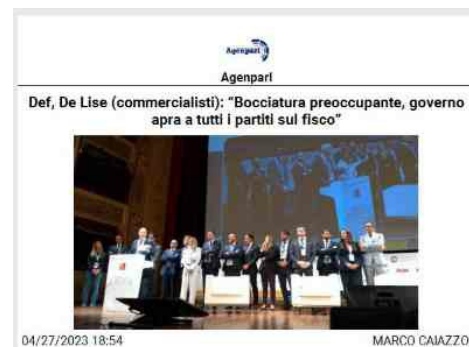 Agenparl
Agenparl
Def, De Lise (commercialisti): "Bocciatura preoccupante, governo
apra a tutti i partiti sul fisco"
04/27/2023 18:54
MARCO CAIAZZO